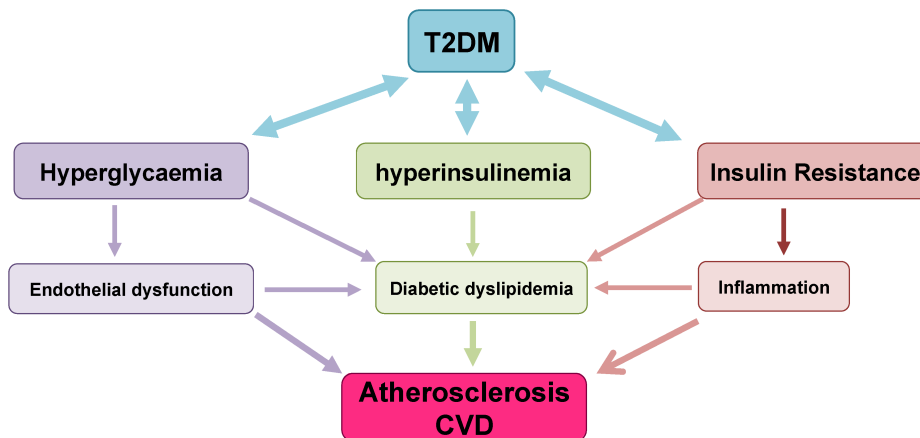 T2DM
Hyperglycaemia
hyperinsulinemia
Insulin Resistance
Endothelial dysfunction
Diabetic dyslipidemia
Inflammation
Atherosclerosis
CVD